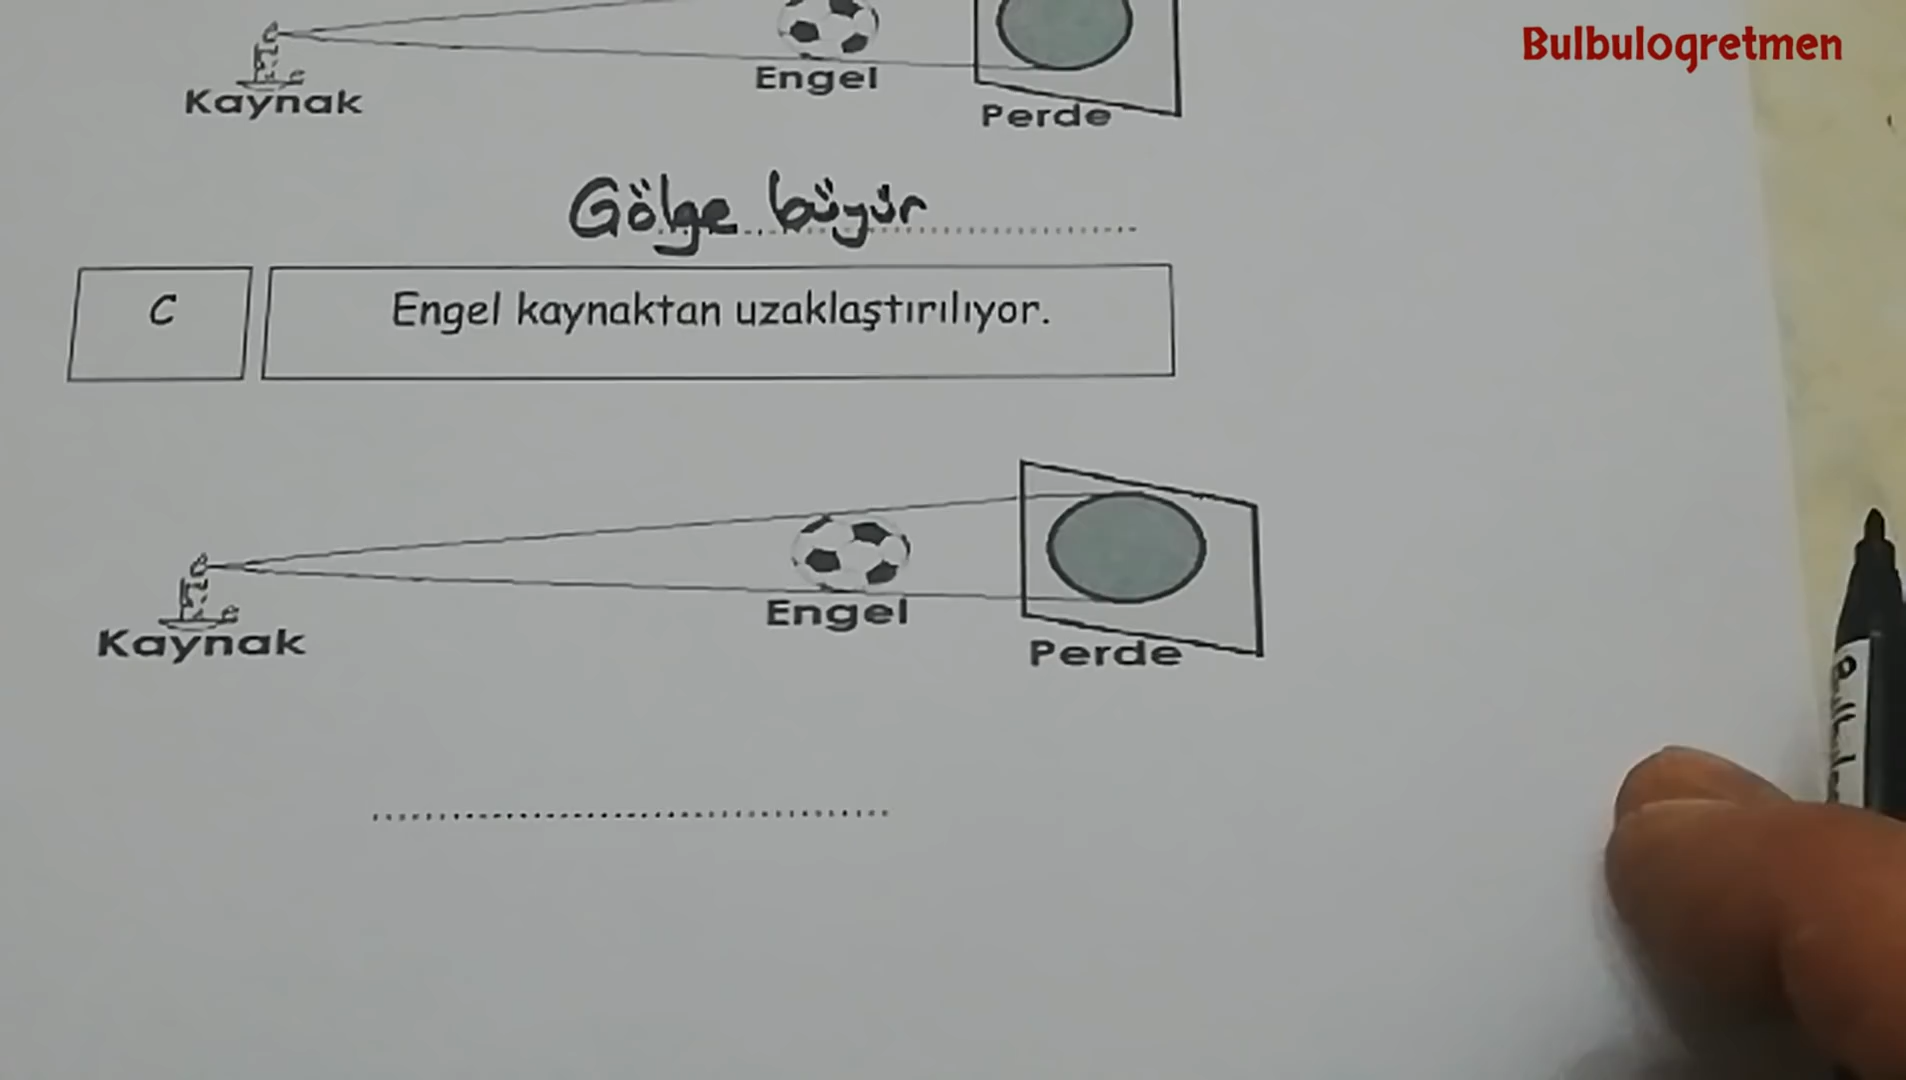 Bulbulogretmen
Engel
Kaynak
Perde
Gölge büyür
C
Engel kaynaktan uzaklaştırılıyor.
Engel
Kaynak
Perde